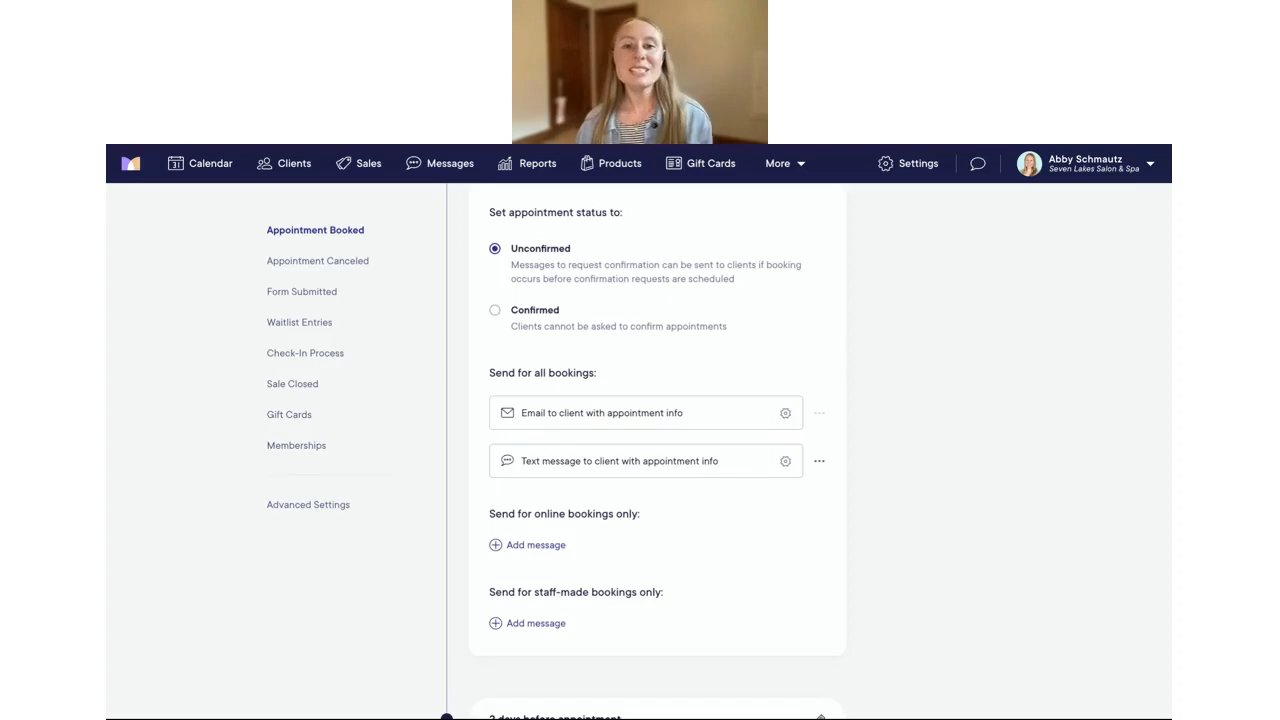 Calendar
Clients
Sales
Messages
Reports
Products
Gift Cards
More
Settings
Abby Schmautz
Seven Lakes Salon & Spa
Appointment Booked
Appointment Canceled
Form Submitted
Waitlist Entries
Check-In Process
Sale Closed
Gift Cards
Memberships
Advanced Settings
Set appointment status to:
Unconfirmed
Messages to request confirmation can be sent to clients if booking
occurs before confirmation requests are scheduled
Confirmed
Clients cannot be asked to confirm appointments
Send for all bookings:
Email to client with appointment info
Text message to client with appointment info
Send for online bookings only:
Add message
Send for staff-made bookings only:
Add message
2 days before appointment